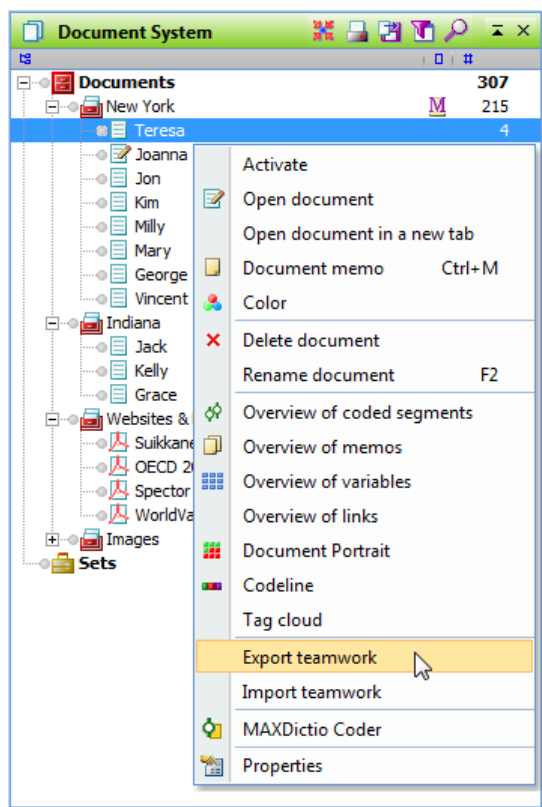 Document System
#
Documents 307
New York M 215
Teresa 4
Joanna
Jon
Kim
Milly
Mary
George
Vincent
Indiana
Jack
Kelly
Grace
Websites &
Suikkane
OECD 20
Spector
WorldVa
Images
Sets
Activate
Open document
Open document in a new tab
Document memo Ctrl+M
Color
Delete document
Rename document F2
Overview of coded segments
Overview of memos
Overview of variables
Overview of links
Document Portrait
Codeline
Tag cloud
Export teamwork
Import teamwork
MAXDictio Coder
Properties